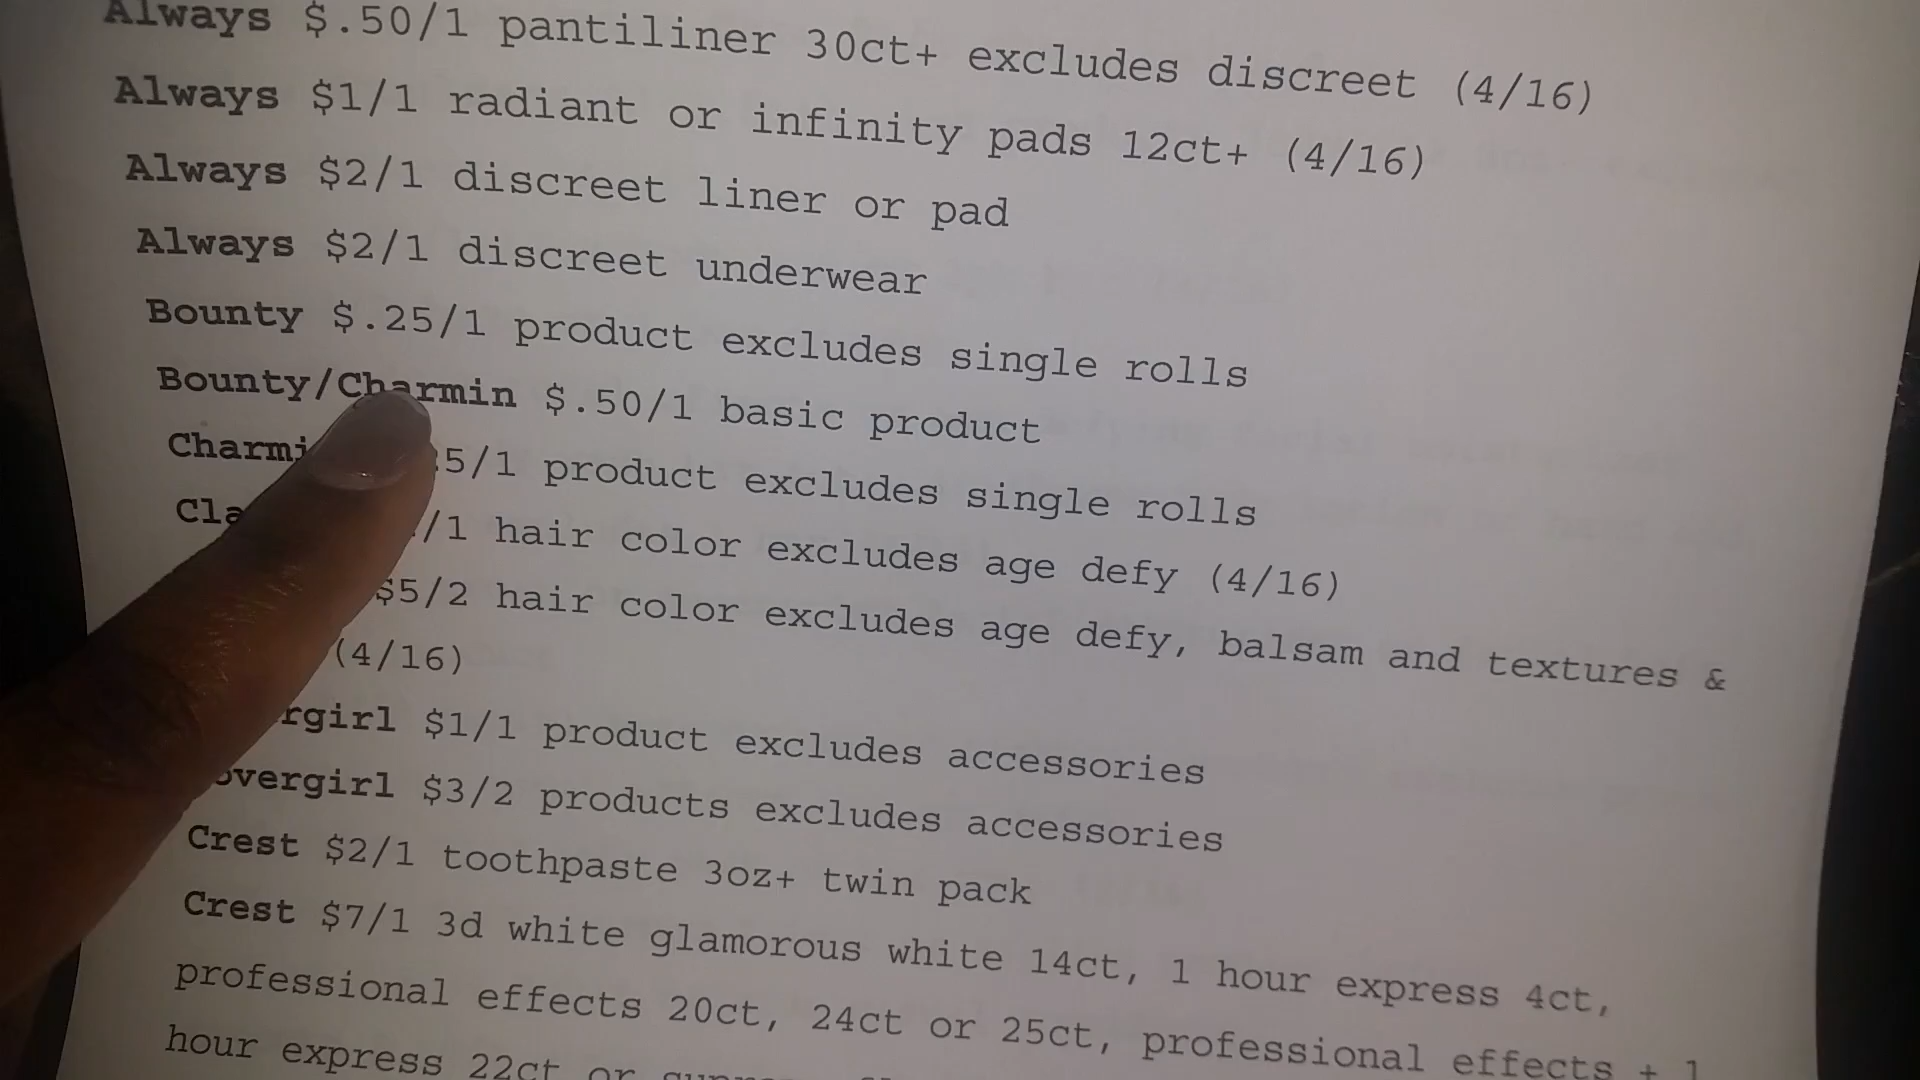 Always $.50/1 pantiliner 30ct+ excludes discreet (4/16)
Always $1/1 radiant or infinity pads 12ct+ (4/16)
Always $2/1 discreet liner or pad
Always $2/1 discreet underwear
Bounty $.25/1 product excludes single rolls
Bounty/Charmin $.50/1 basic product
5/1 product excludes single rolls
/1 hair color excludes age defy (4/16)
$5/2 hair color excludes age defy, balsam and textures &
(4/16)
rgirl $1/1 product excludes accessories
overgirl $3/2 products excludes accessories
Crest $2/1 toothpaste 3oz+ twin pack
Crest $7/1 3d white glamorous white 14ct, 1 hour express 4ct,
professional effects 20ct, 24ct or 25ct, professional effects + 1
hour express 22ct or